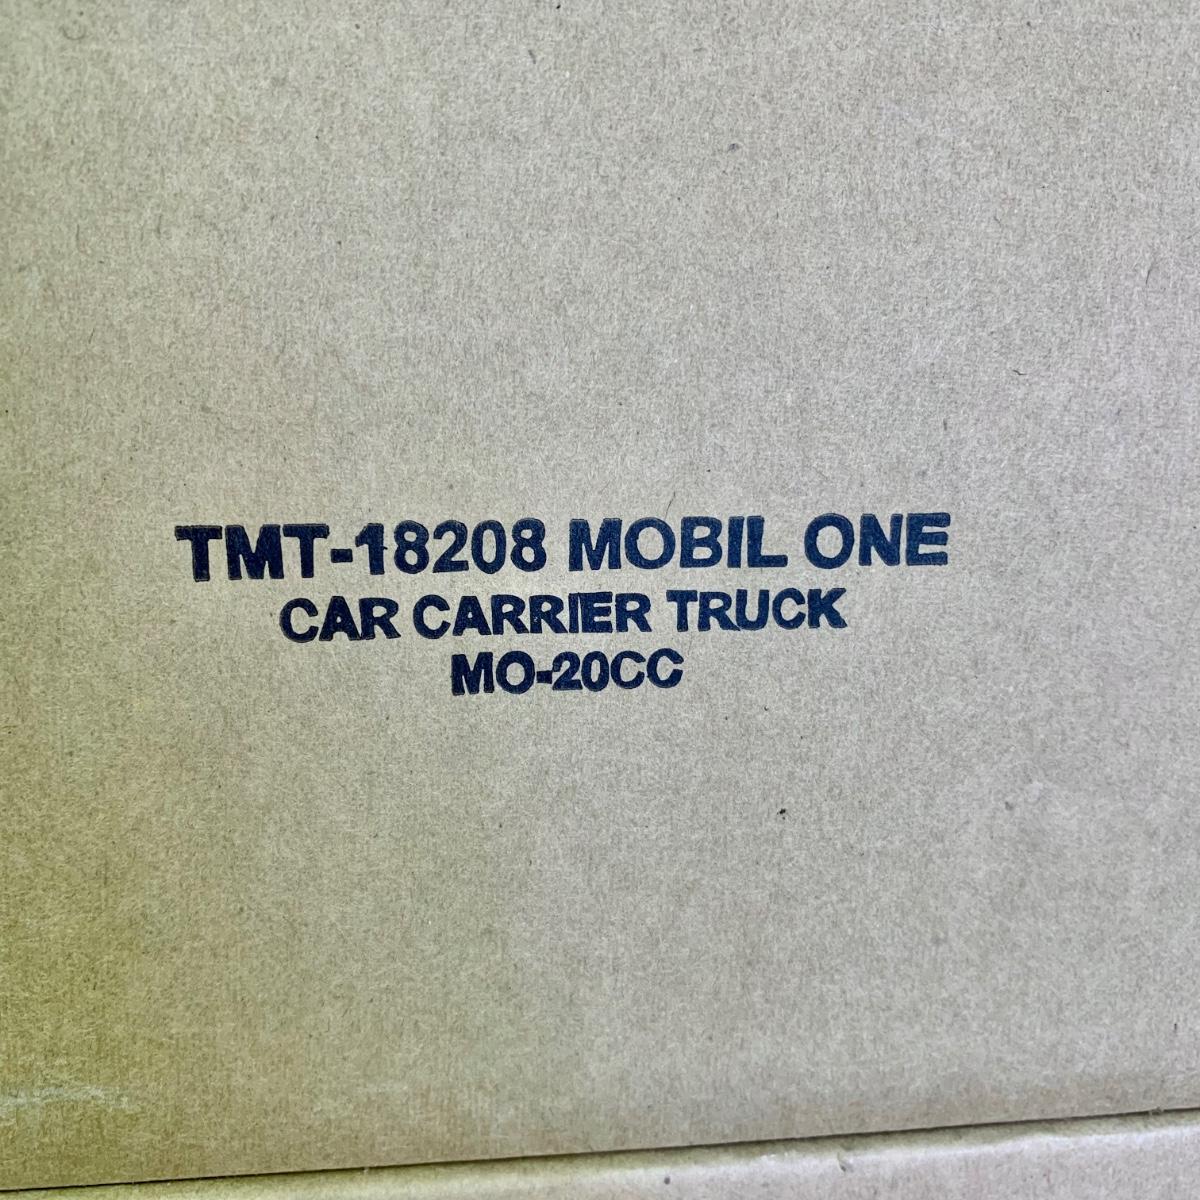 TMT-18208 MOBIL ONE
CAR CARRIER TRUCK
MO-20CC